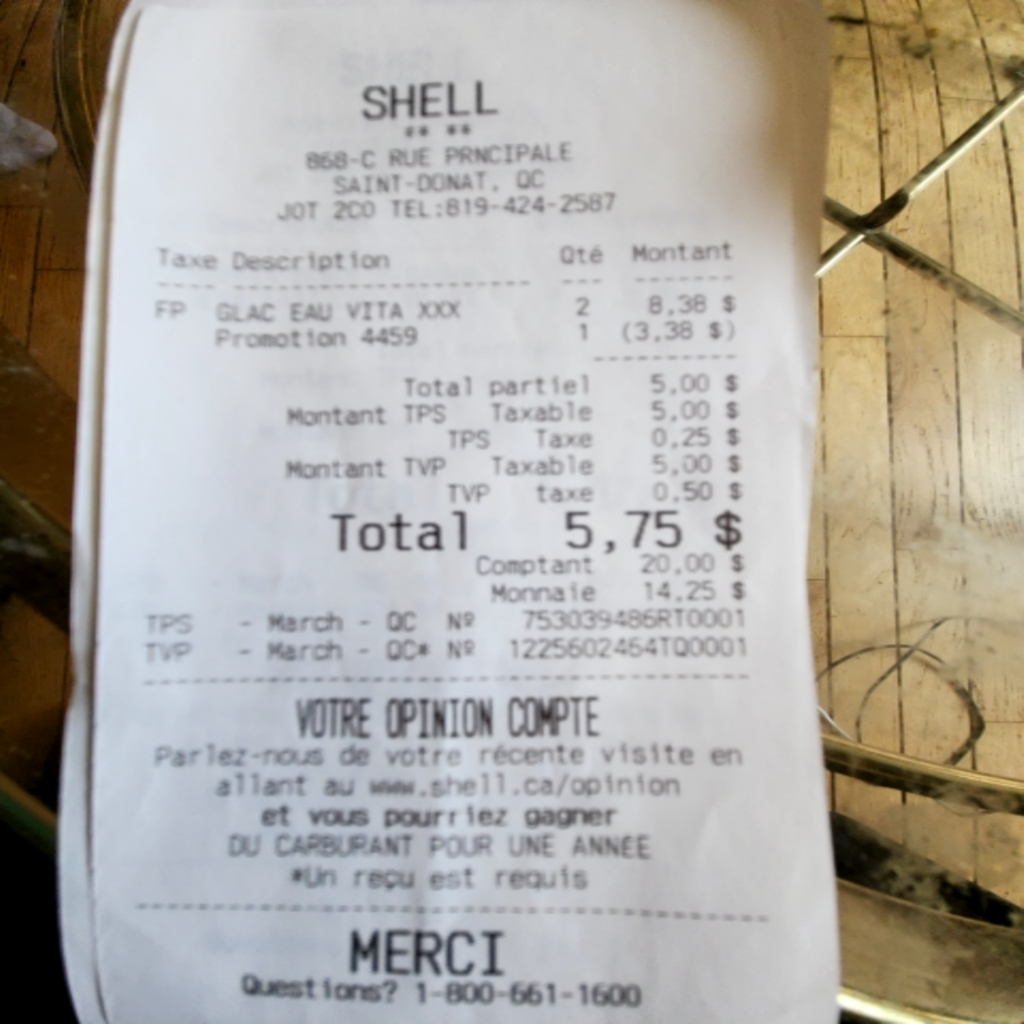 SHELL
** **
868-C RUE PRNCIPALE
SAINT-DONAT, QC
JOT 2C0 TEL:819-424-2587
Taxe Description Qté Montant
---- -------------------- --- -------
FP GLAC EAU VITA XXX 2 8,38 $
Promotion 4459 1 (3,38 $)
----------
Total partiel 5,00 $
Montant TPS Taxable 5,00 $
TPS Taxe 0,25 $
Montant TVP Taxable 5,00 $
TVP taxe 0,50 $
Total 5,75 $
Comptant 20,00 $
Monnaie 14,25 $
TPS - March - QC Nº 753039486RT0001
TVP - March - QC* Nº 1225602464TQ0001
----------------------------------------
VOTRE OPINION COMPTE
Parlez-nous de votre récente visite en
allant au www.shell.ca/opinion
et vous pourriez gagner
DU CARBURANT POUR UNE ANNEE
*Un reçu est requis
----------------------------------------
MERCI
Questions? 1-800-661-1600